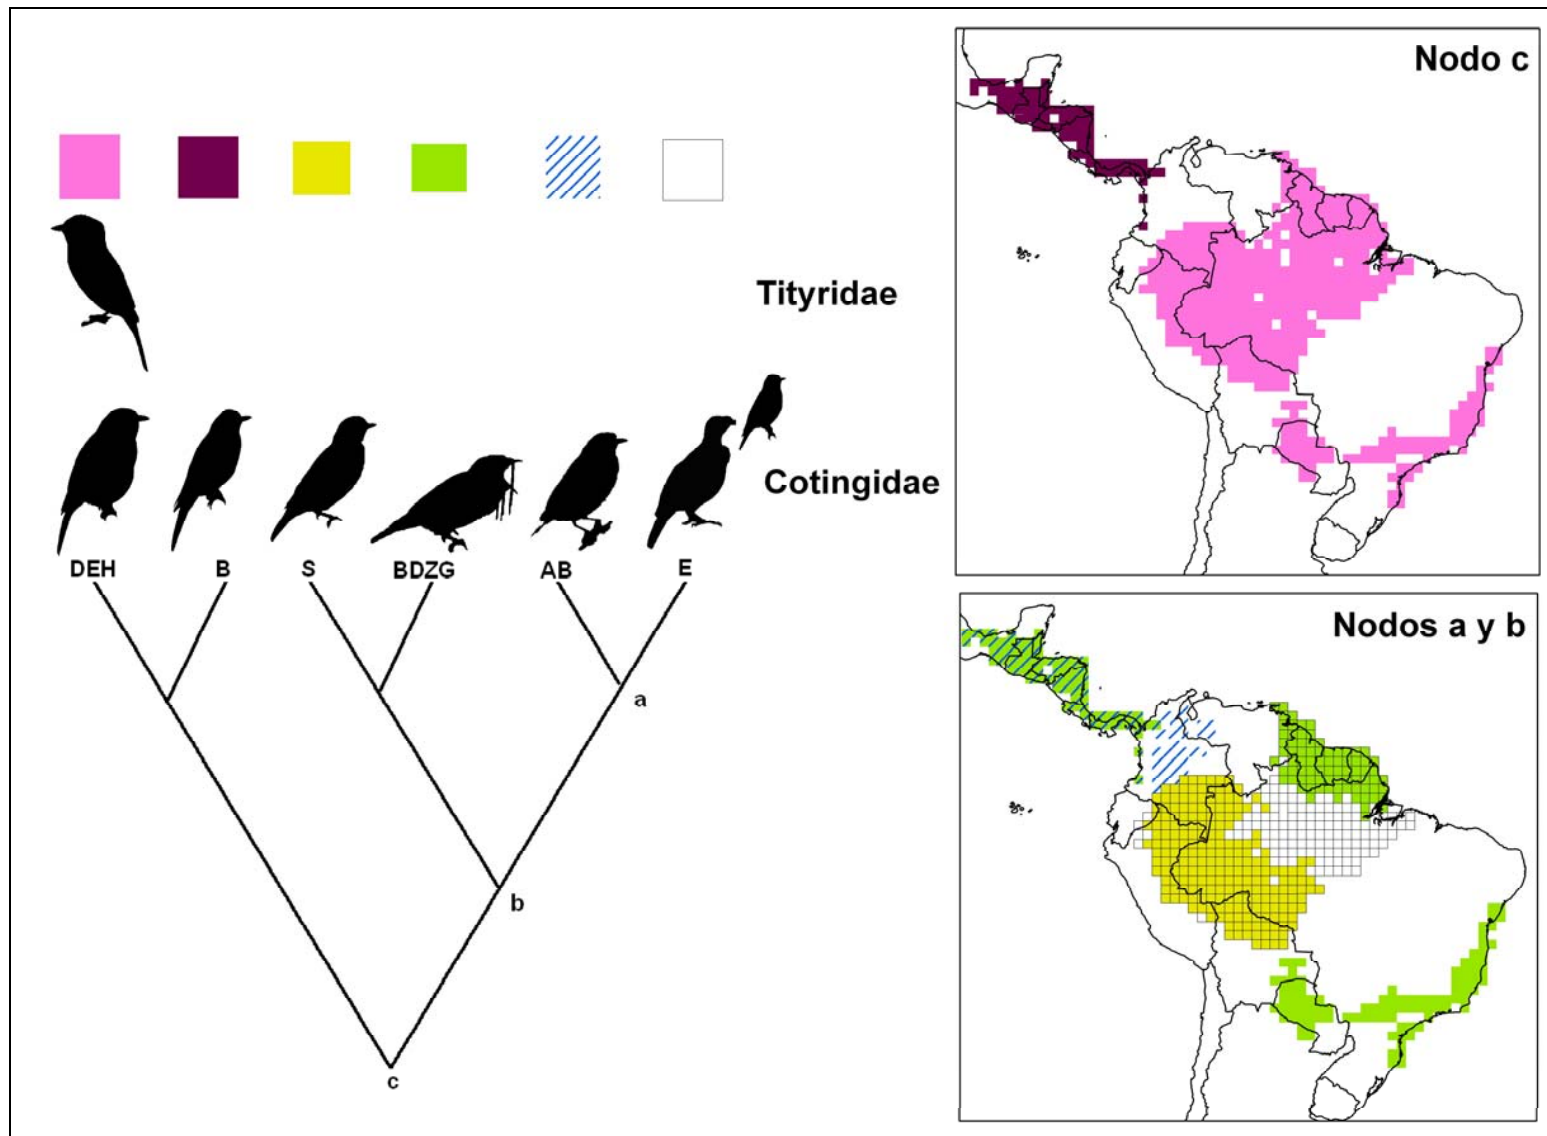 Tityridae
Cotingidae
DEH B S BDZG AB E
a
b
c
Nodo c
Nodos a y b